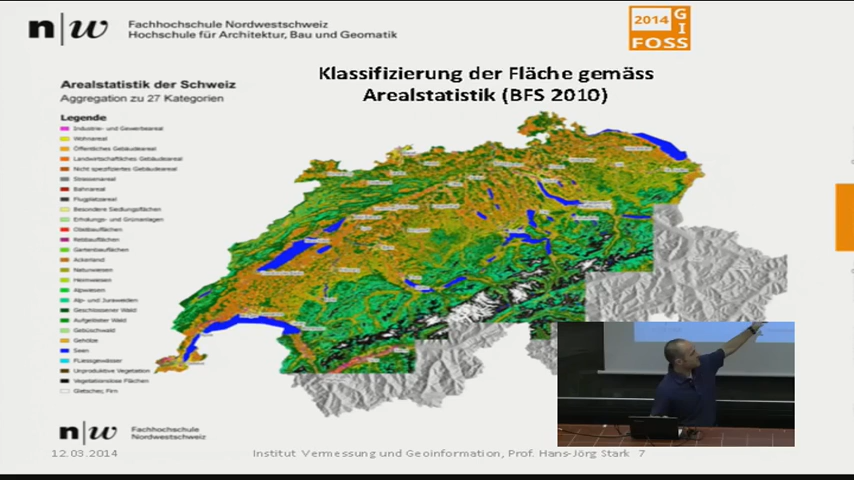 n|w
Fachhochschule Nordwestschweiz
Hochschule für Architektur, Bau und Geomatik
2014 GI
FOSS
Klassifizierung der Fläche gemäss
Arealstatistik (BFS 2010)
Arealstatistik der Schweiz
Aggregation zu 27 Kategorien
Legende
Industrie- und Gewerbeareal
Wohnareal
Öffentliches Gebäudeareal
Landwirtschaftliches Gebäudeareal
Nicht spezifiziertes Gebäudeareal
Strassenareal
Bahnareal
Flugplatzareal
Besondere Siedlungsflächen
Erholungs- und Grünanlagen
Obstbauflächen
Rebbauflächen
Gartenbauflächen
Ackerland
Naturwiesen
Heimweiden
Alpwiesen
Alp- und Juraweiden
Geschlossener Wald
Aufgelöster Wald
Gebüschwald
Gehölze
Seen
Fliessgewässer
Unproduktive Vegetation
Vegetationslose Flächen
Gletscher, Firn
n|w
Fachhochschule
Nordwestschweiz
12.03.2014
Institut Vermessung und Geoinformation, Prof. Hans-Jörg Stark 7